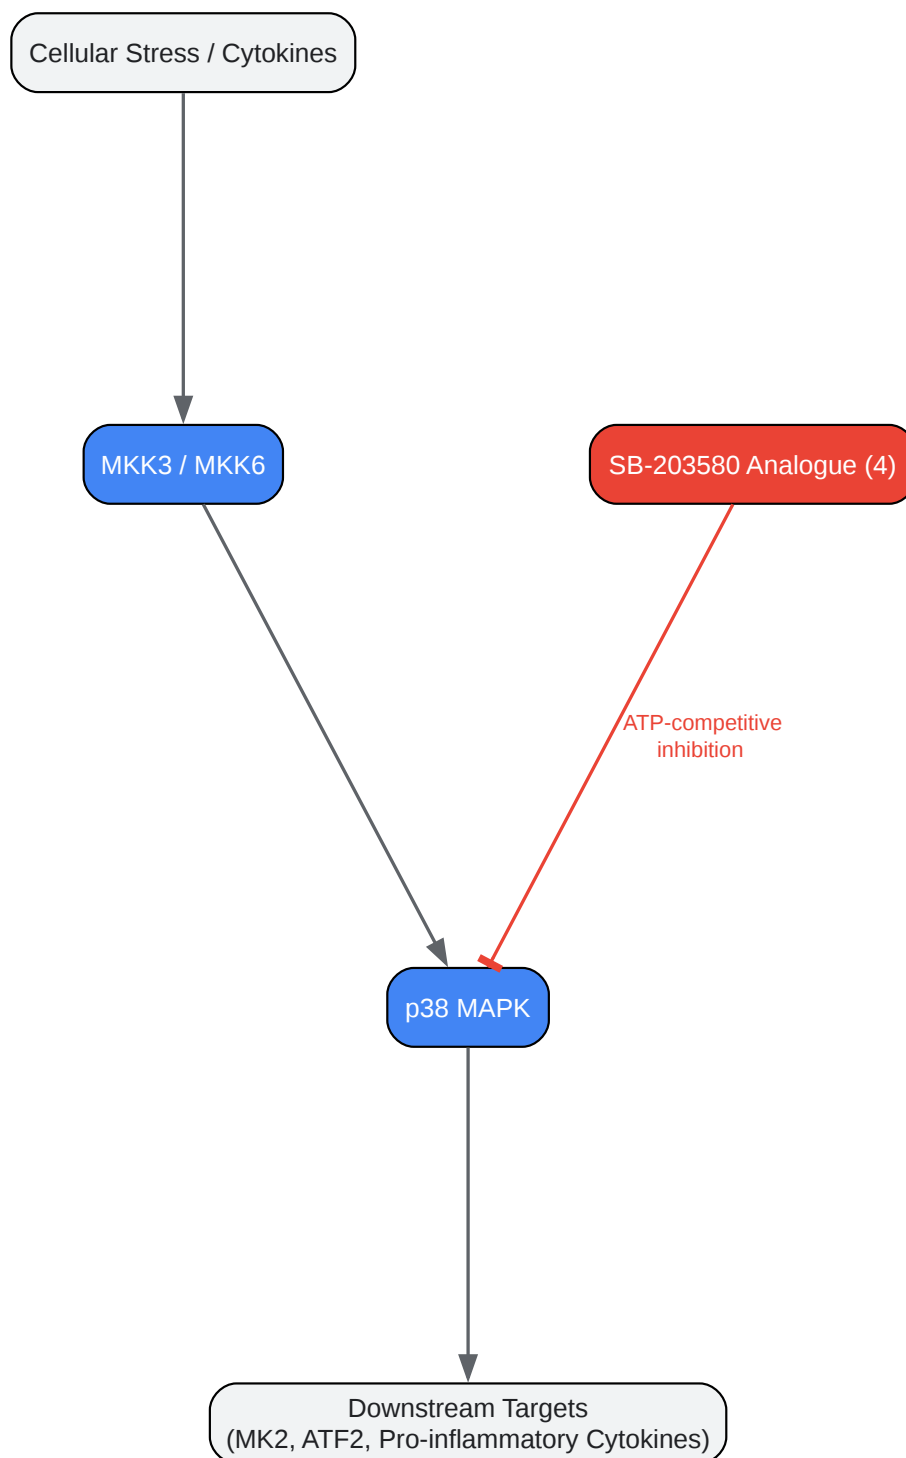 Cellular Stress / Cytokines
MKK3 / MKK6
SB-203580 Analogue (4)
ATP-competitive
inhibition
p38 MAPK
Downstream Targets
(MK2, ATF2, Pro-inflammatory Cytokines)